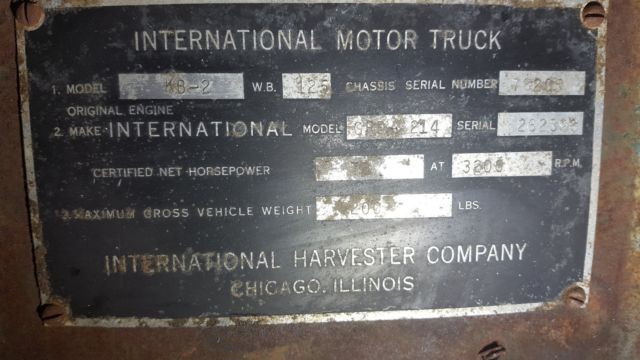 INTERNATIONAL MOTOR TRUCK
1. MODEL KB-2 W.B. 125 CHASSIS SERIAL NUMBER
ORIGINAL ENGINE
2. MAKE: INTERNATIONAL MODEL 214 SERIAL
CERTIFIED NET HORSEPOWER AT 3200 R.P.M.
3. MAXIMUM GROSS VEHICLE WEIGHT LBS.
INTERNATIONAL HARVESTER COMPANY
CHICAGO, ILLINOIS